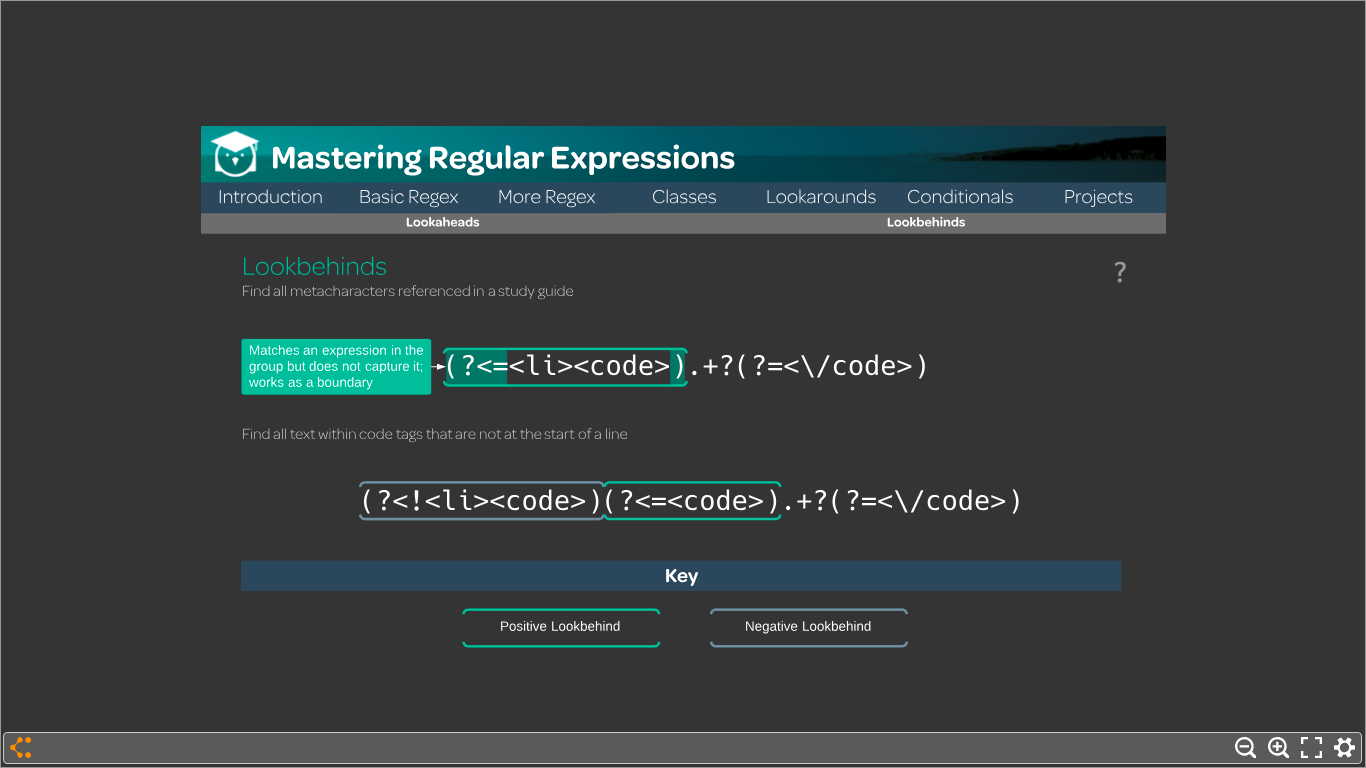 Mastering Regular Expressions
Introduction Basic Regex More Regex Classes Lookarounds Conditionals Projects
Lookaheads Lookbehinds
Lookbehinds
?
Find all metacharacters referenced in a study guide
Matches an expression in the
group but does not capture it;
works as a boundary
(?<=<li><code>).+?(?=<\/code>)
Find all text within code tags that are not at the start of a line
(?<!<li><code>)(?<=<code>).+?(?=<\/code>)
Key
Positive Lookbehind Negative Lookbehind